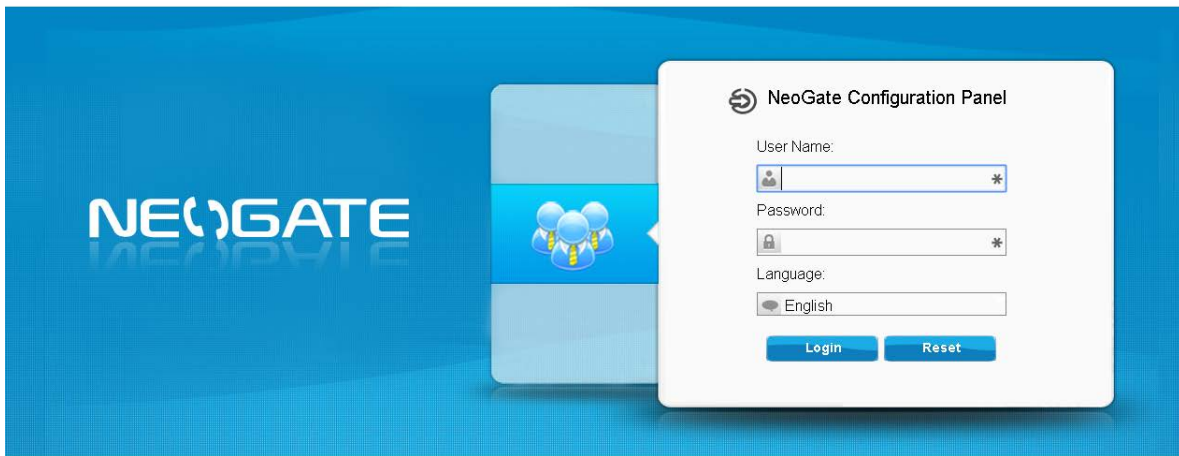 NEOGATE
NeoGate Configuration Panel
User Name:
*
Password:
*
Language:
English
Login
Reset